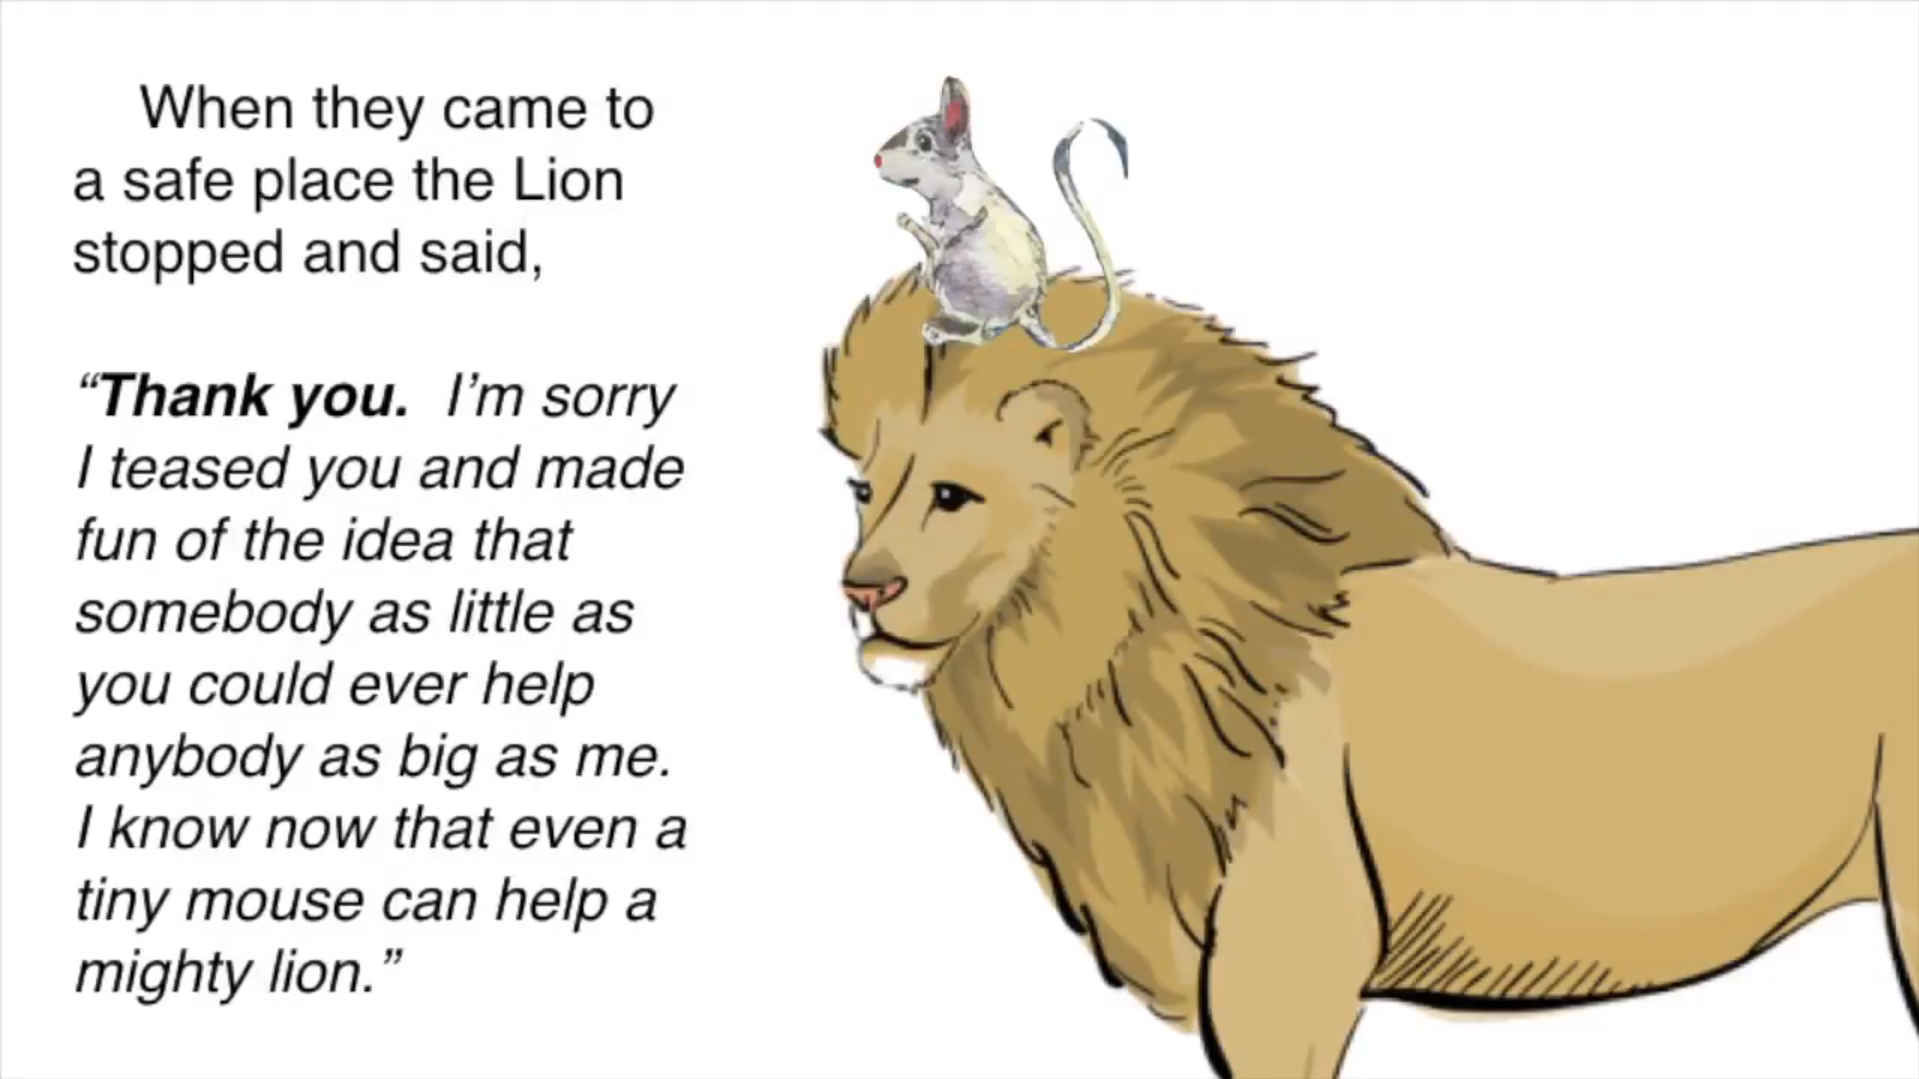 When they came to
a safe place the Lion
stopped and said,
“Thank you.  I’m sorry
I teased you and made
fun of the idea that
somebody as little as
you could ever help
anybody as big as me.
I know now that even a
tiny mouse can help a
mighty lion.”